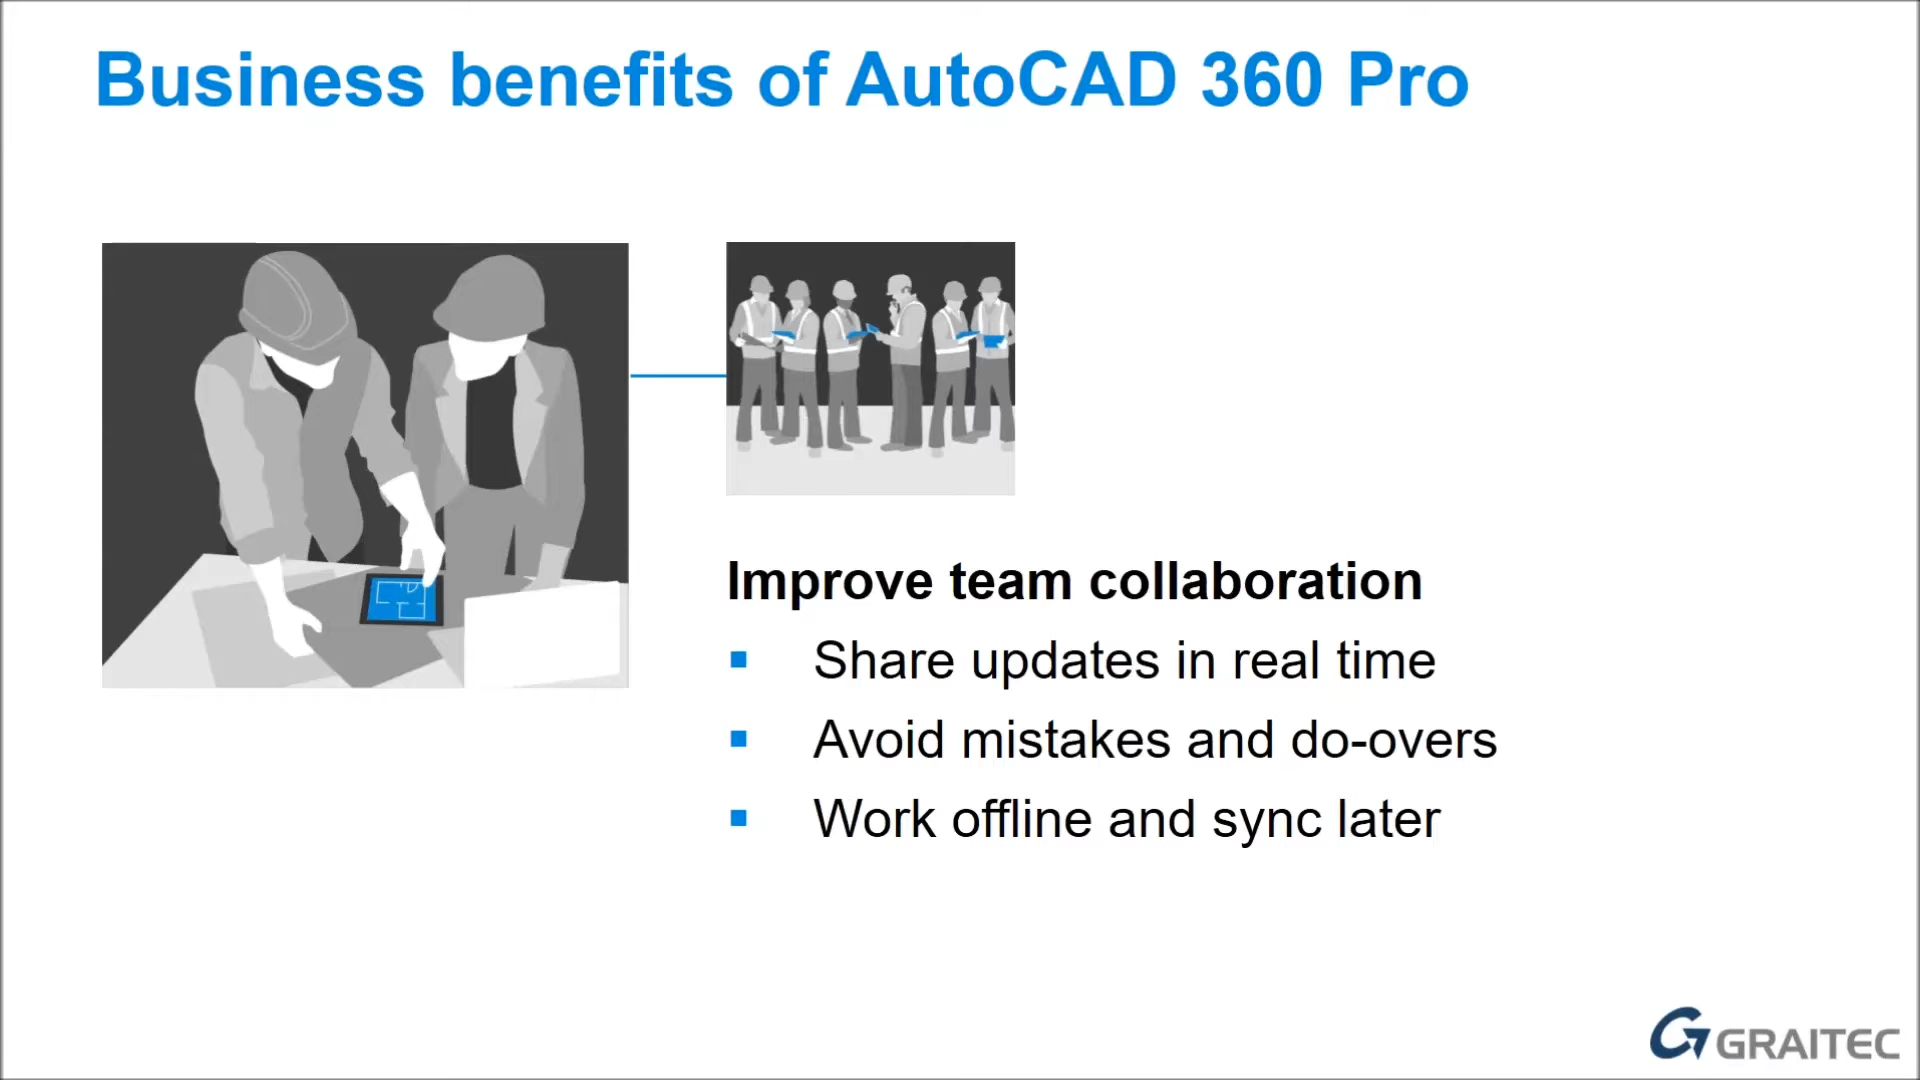 Business benefits of AutoCAD 360 Pro
Improve team collaboration
Share updates in real time
Avoid mistakes and do-overs
Work offline and sync later
GRAITEC